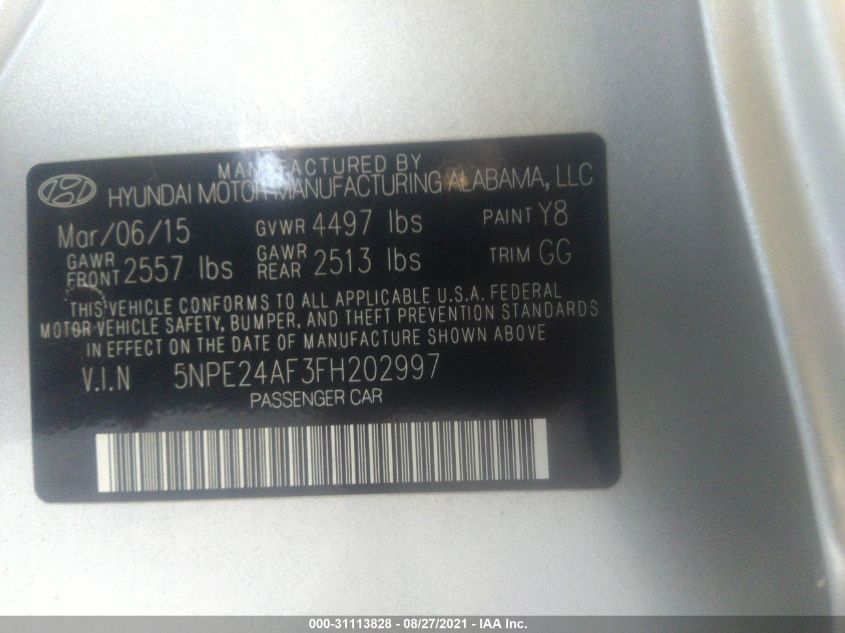 MANUFACTURED BY
HYUNDAI MOTOR MANUFACTURING ALABAMA, LLC
Mar/06/15 GVWR 4497 lbs PAINT Y8
GAWR FRONT 2557 lbs GAWR REAR 2513 lbs TRIM GG
THIS VEHICLE CONFORMS TO ALL APPLICABLE U.S.A. FEDERAL
MOTOR VEHICLE SAFETY, BUMPER, AND THEFT PREVENTION STANDARDS
IN EFFECT ON THE DATE OF MANUFACTURE SHOWN ABOVE
V.I.N 5NPE24AF3FH202997
PASSENGER CAR
000-31113828 - 08/27/2021 - IAA Inc.